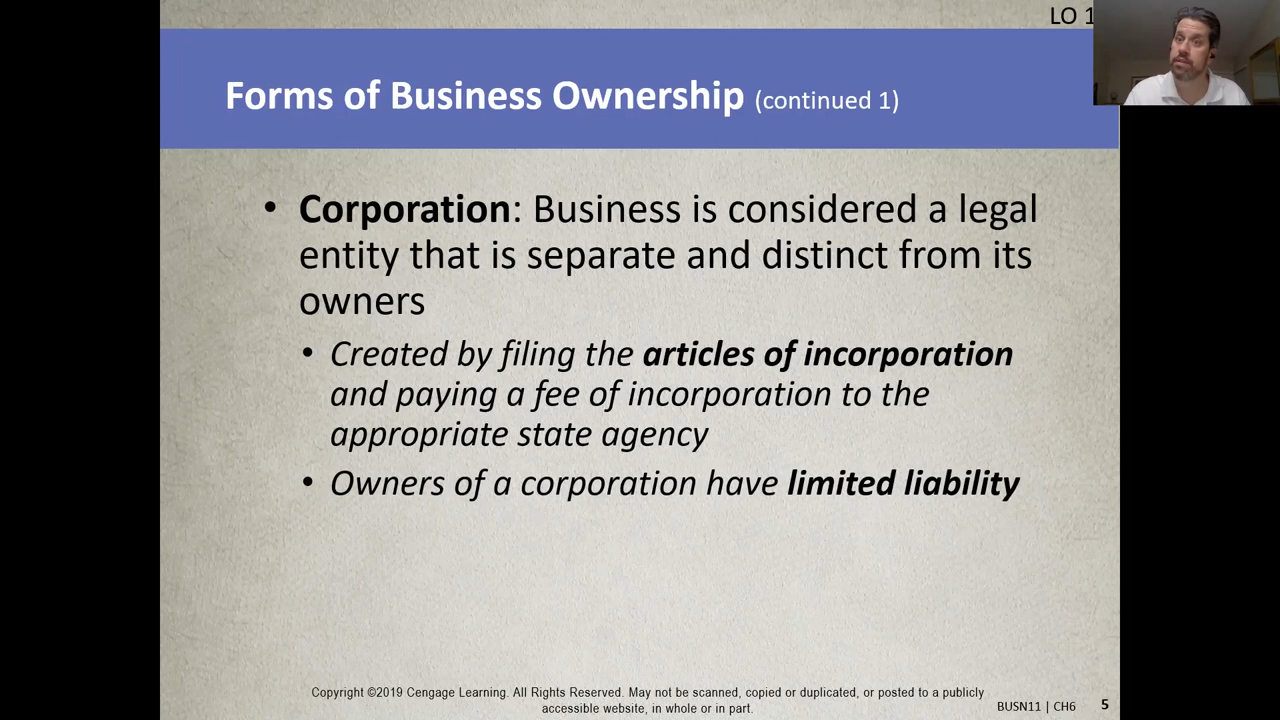 LO 1
Forms of Business Ownership (continued 1)
• Corporation: Business is considered a legal
entity that is separate and distinct from its
owners
• Created by filing the articles of incorporation
and paying a fee of incorporation to the
appropriate state agency
• Owners of a corporation have limited liability
Copyright ©2019 Cengage Learning. All Rights Reserved. May not be scanned, copied or duplicated, or posted to a publicly
accessible website, in whole or in part.
BUSN11 | CH6 5